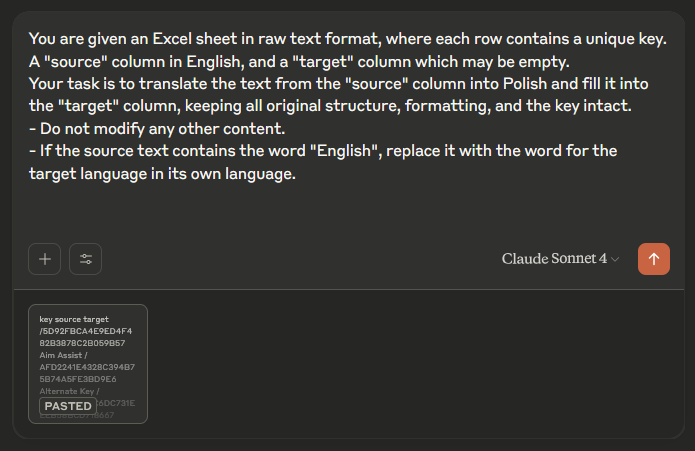 You are given an Excel sheet in raw text format, where each row contains a unique key.
A "source" column in English, and a "target" column which may be empty.
Your task is to translate the text from the "source" column into Polish and fill it into
the "target" column, keeping all original structure, formatting, and the key intact.
- Do not modify any other content.
- If the source text contains the word "English", replace it with the word for the
target language in its own language.
Claude Sonnet 4
key source target
/5D92FBCA4E9ED4F4
82B3878C2B059B57
Aim Assist /
AFD2241E4328C394B7
5B74A5FE3BD9E6
Alternate Key /
6DC731E
PASTED